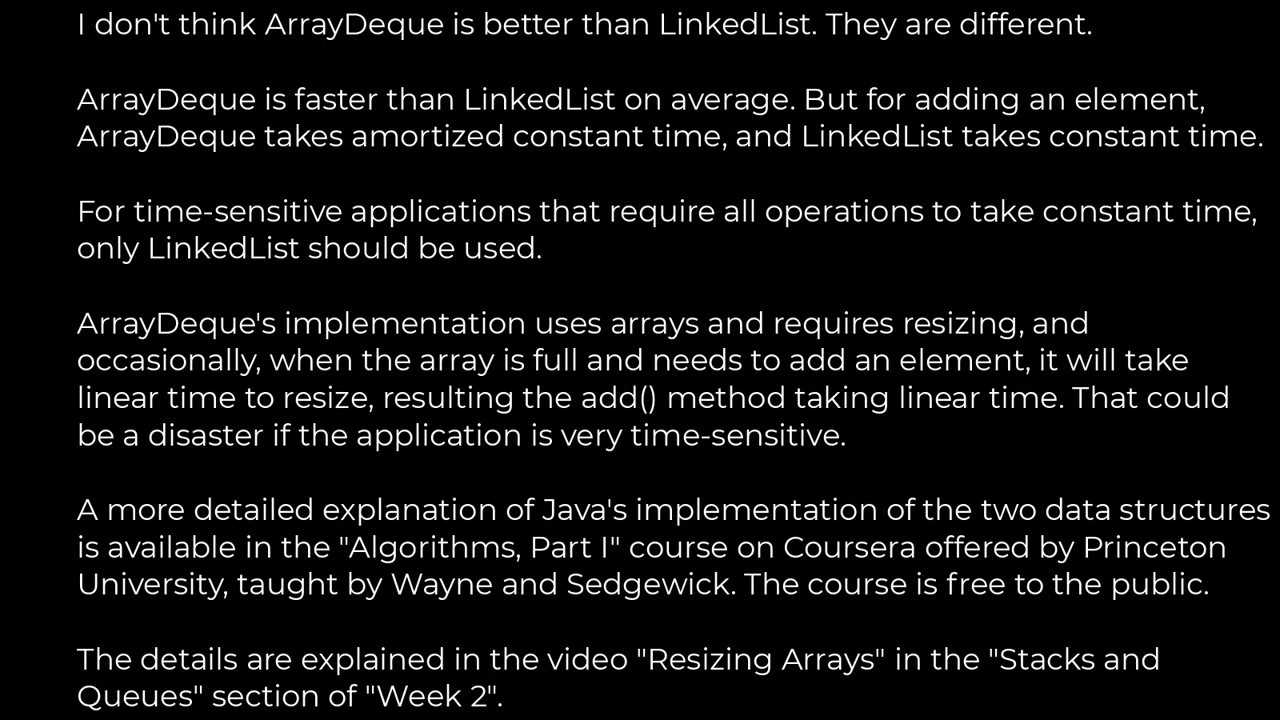 I don't think ArrayDeque is better than LinkedList. They are different.
ArrayDeque is faster than LinkedList on average. But for adding an element,
ArrayDeque takes amortized constant time, and LinkedList takes constant time.
For time-sensitive applications that require all operations to take constant time,
only LinkedList should be used.
ArrayDeque's implementation uses arrays and requires resizing, and
occasionally, when the array is full and needs to add an element, it will take
linear time to resize, resulting the add() method taking linear time. That could
be a disaster if the application is very time-sensitive.
A more detailed explanation of Java's implementation of the two data structures
is available in the "Algorithms, Part I" course on Coursera offered by Princeton
University, taught by Wayne and Sedgewick. The course is free to the public.
The details are explained in the video "Resizing Arrays" in the "Stacks and
Queues" section of "Week 2".